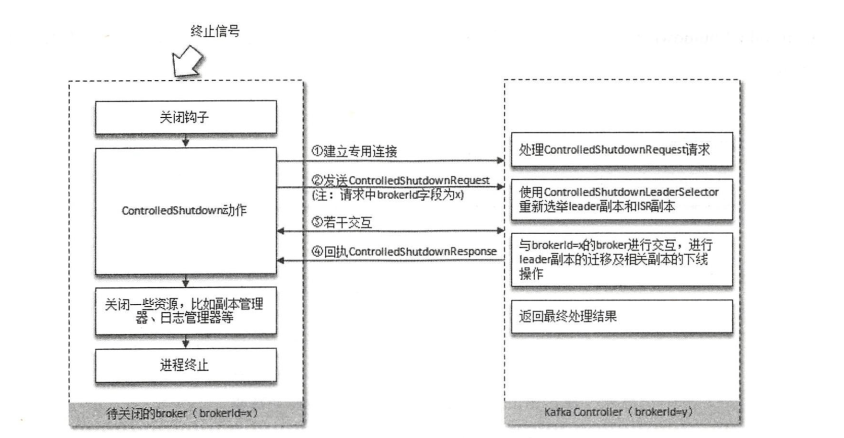 终止信号
关闭钩子
ControlledShutdown动作
关闭一些资源，比如副本管理
器、日志管理器等
进程终止
待关闭的broker（brokerId=x）
①建立专用连接
②发送ControlledShutdownRequest
(注：请求中brokerId字段为x)
③若干交互
④回执ControlledShutdownResponse
处理ControlledShutdownRequest请求
使用ControlledShutdownLeaderSelector
重新选举leader副本和ISR副本
与brokerId=x的broker进行交互，进行
leader副本的迁移及相关副本的下线
操作
返回最终处理结果
Kafka Controller（brokerId=y）